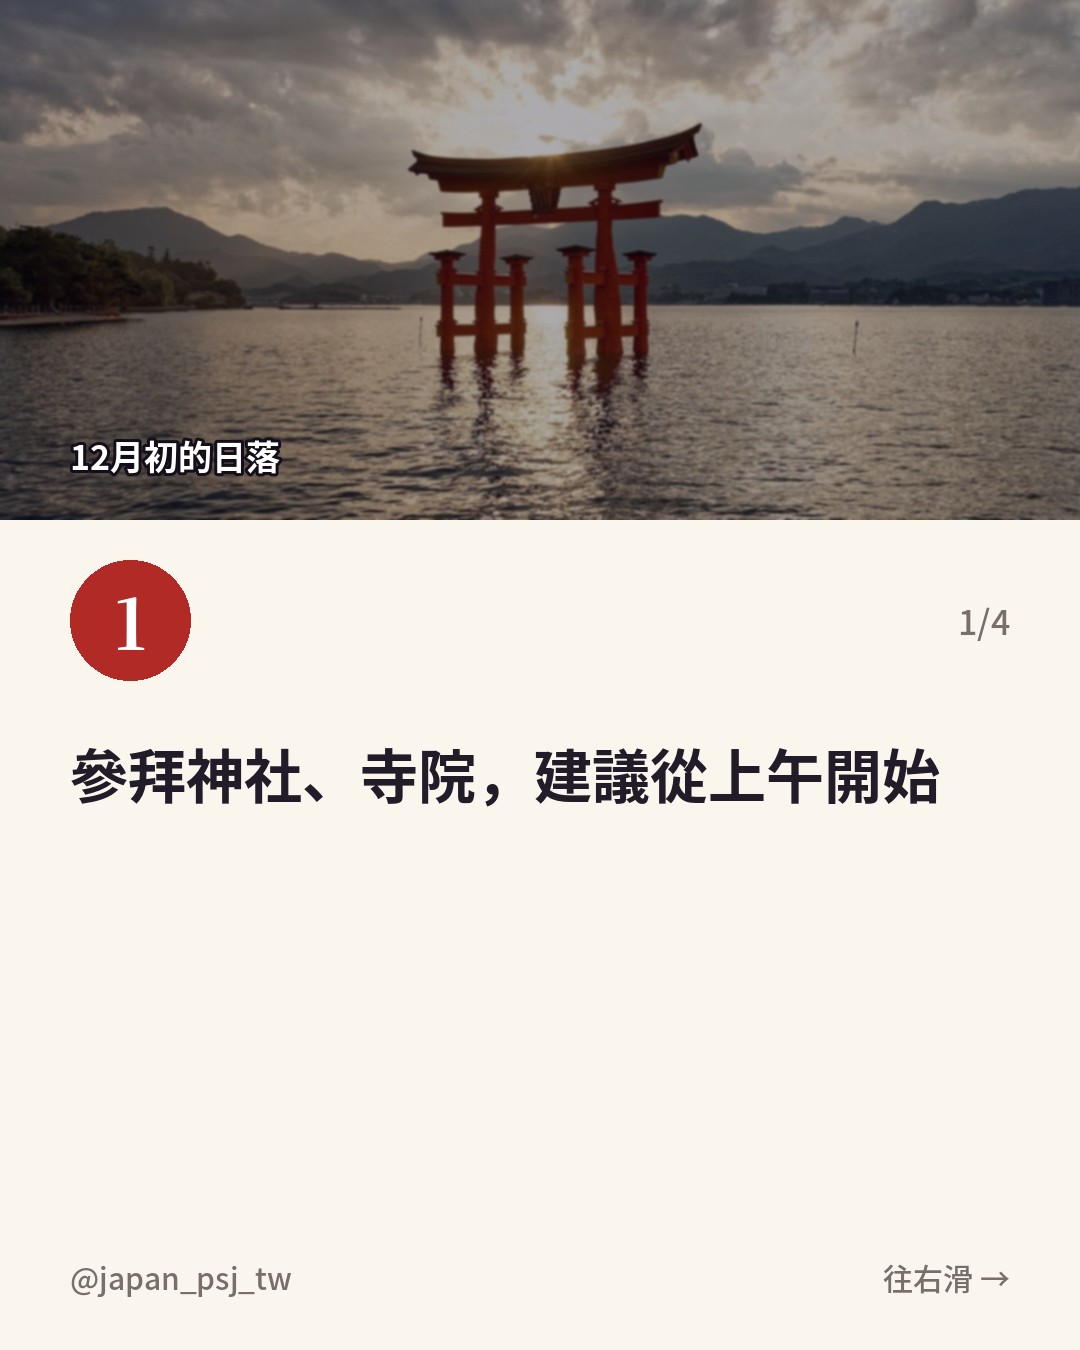 12月初的日落
1
1/4
參拜神社、寺院，建議從上午開始
@japan_psj_tw
往右滑 →